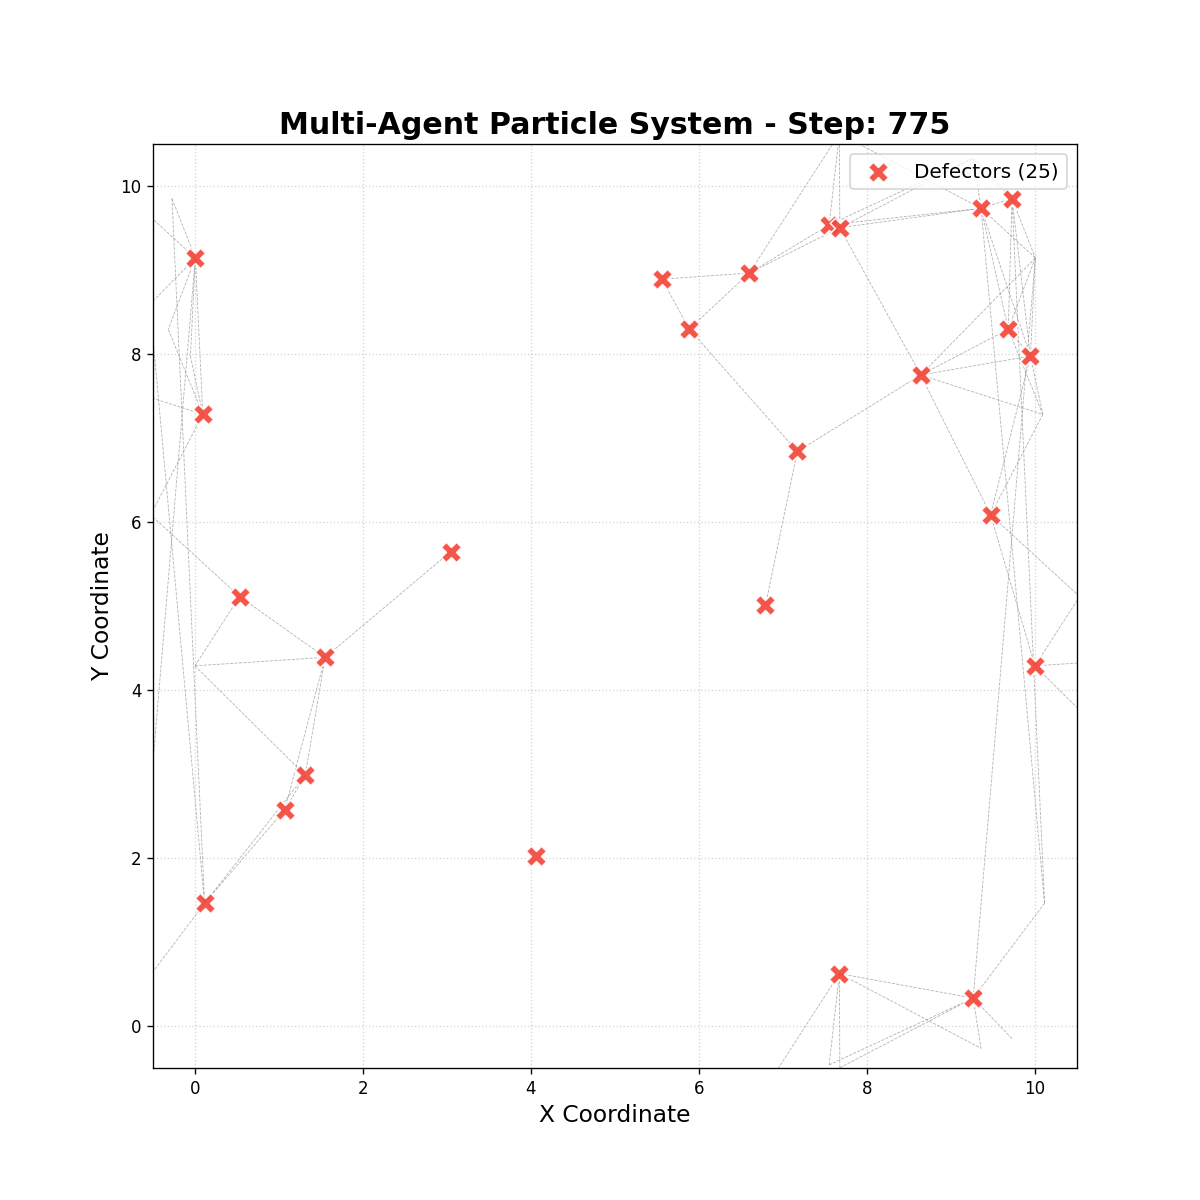 Multi-Agent Particle System - Step: 775
Defectors (25)
10
8
6
4
2
0
Y Coordinate
0 2 4 6 8 10
X Coordinate